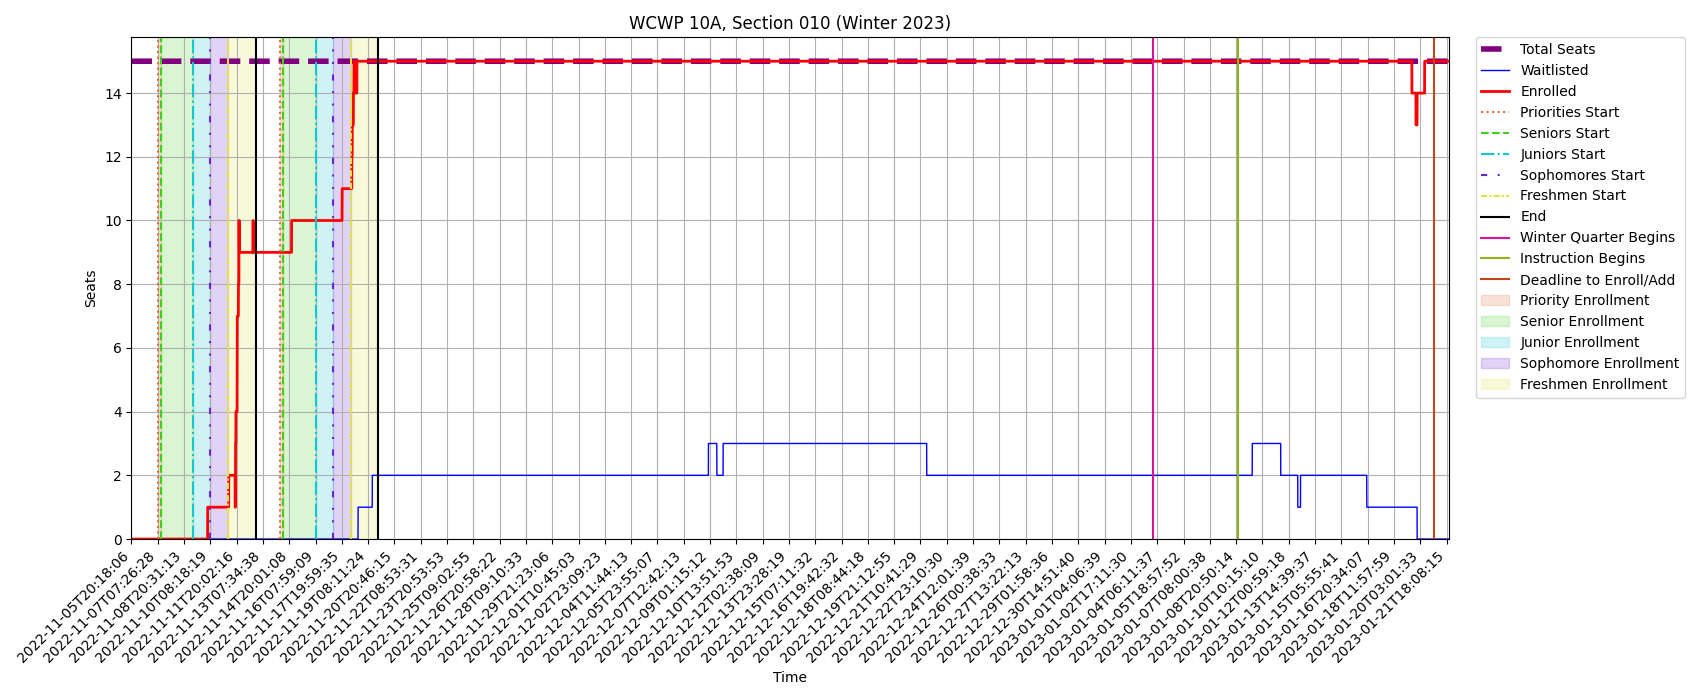 WCWP 10A, Section 010 (Winter 2023)
Seats
14
12
10
8
6
4
2
0
2022-11-05T20:18:06
2022-11-07T07:26:28
2022-11-08T20:31:13
2022-11-10T08:18:19
2022-11-11T20:02:16
2022-11-13T07:34:38
2022-11-14T20:01:08
2022-11-16T07:59:09
2022-11-17T19:59:35
2022-11-19T08:11:24
2022-11-20T20:46:15
2022-11-22T08:53:31
2022-11-23T20:53:53
2022-11-25T09:02:55
2022-11-26T20:58:22
2022-11-28T09:10:33
2022-11-29T21:23:06
2022-12-01T10:45:03
2022-12-02T23:09:23
2022-12-04T11:44:13
2022-12-05T23:55:07
2022-12-07T12:42:13
2022-12-09T01:15:12
2022-12-10T13:51:53
2022-12-12T02:38:09
2022-12-13T23:28:19
2022-12-15T07:11:32
2022-12-16T19:42:32
2022-12-18T08:44:18
2022-12-19T21:12:55
2022-12-21T10:41:29
2022-12-22T23:10:30
2022-12-24T12:01:39
2022-12-26T00:38:33
2022-12-27T13:22:13
2022-12-29T01:58:36
2022-12-30T14:51:40
2023-01-01T04:06:39
2023-01-02T17:11:30
2023-01-04T06:11:37
2023-01-05T18:57:52
2023-01-07T08:00:38
2023-01-08T20:50:14
2023-01-10T10:15:10
2023-01-12T00:59:18
2023-01-13T14:39:37
2023-01-15T05:55:41
2023-01-16T20:34:07
2023-01-18T11:57:59
2023-01-20T03:01:33
2023-01-21T18:08:15
Time
Total Seats
Waitlisted
Enrolled
Priorities Start
Seniors Start
Juniors Start
Sophomores Start
Freshmen Start
End
Winter Quarter Begins
Instruction Begins
Deadline to Enroll/Add
Priority Enrollment
Senior Enrollment
Junior Enrollment
Sophomore Enrollment
Freshmen Enrollment